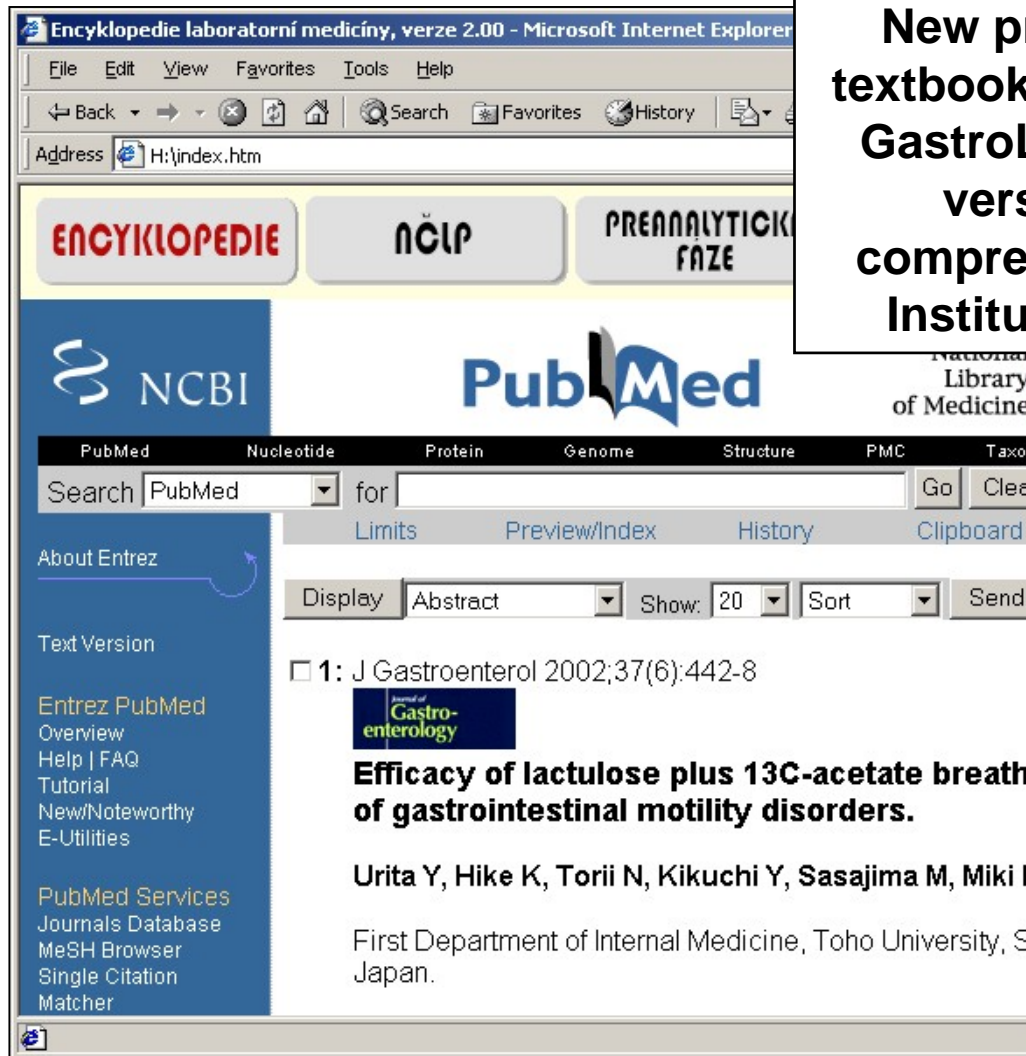 Encyklopedie laboratorní medicíny, verze 2.00 - Microsoft Internet Explorer
New
textbook
vers
compre
Institu
File Edit View Favorites Tools Help
Back Search Favorites History
Address H:\index.htm
ENCYKLOPEDIE NČLP PREANALYTICKÁ
FÁZE
NCBI PubMed National
Library
of Medicine
PubMed Nucleotide Protein Genome Structure PMC Taxo
Search PubMed for Go Clea
Limits Preview/Index History Clipboard
About Entrez
Display Abstract Show: 20 Sort Send
Text Version
1: J Gastroenterol 2002;37(6):442-8
Journal of
Gastro-
enterology
Entrez PubMed
Overview
Help | FAQ
Tutorial
New/Noteworthy
E-Utilities
Efficacy of lactulose plus 13C-acetate breath
of gastrointestinal motility disorders.
Urita Y, Hike K, Torii N, Kikuchi Y, Sasajima M, Miki
PubMed Services
Journals Database
MeSH Browser
Single Citation
Matcher
First Department of Internal Medicine, Toho University, S
Japan.